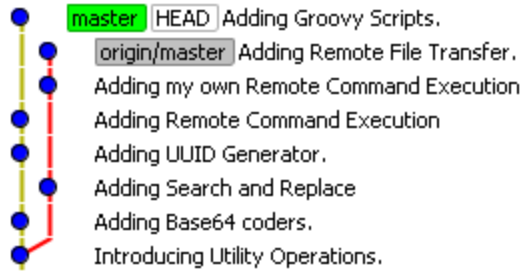 master HEAD Adding Groovy Scripts.
origin/master Adding Remote File Transfer.
Adding my own Remote Command Execution
Adding Remote Command Execution
Adding UUID Generator.
Adding Search and Replace
Adding Base64 coders.
Introducing Utility Operations.